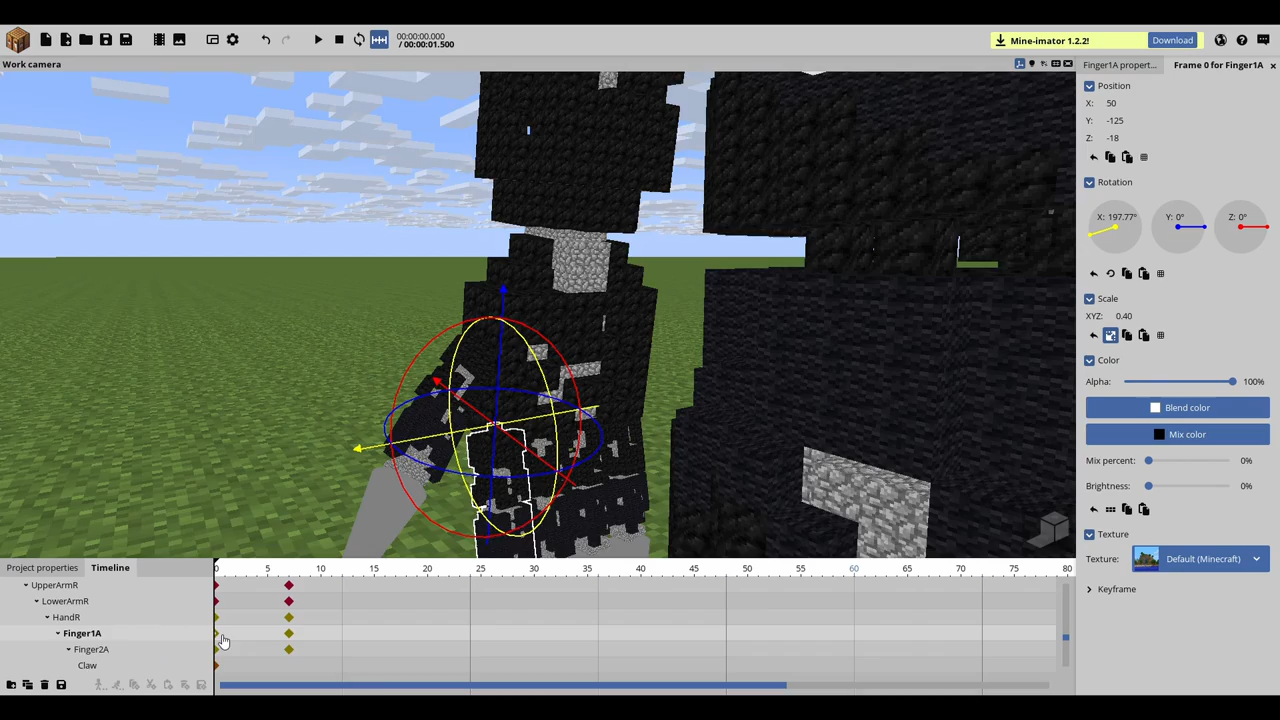 00:00:00.000
/ 00:00:01.500
Mine-imator 1.2.2!
Download
Work camera
Finger1A propert...
Frame 0 for Finger1A
Position
X: 50
Y: -125
Z: -18
Rotation
X: 197.77° Y: 0° Z: 0°
Scale
XYZ: 0.40
Color
Alpha: 100%
Blend color
Mix color
Mix percent: 0%
Brightness: 0%
Texture
Texture: Default (Minecraft)
Keyframe
Project properties Timeline
0 5 10 15 20 25 30 35 40 45 50 55 60 65 70 75 80
UpperArmR
LowerArmR
HandR
Finger1A
Finger2A
Claw